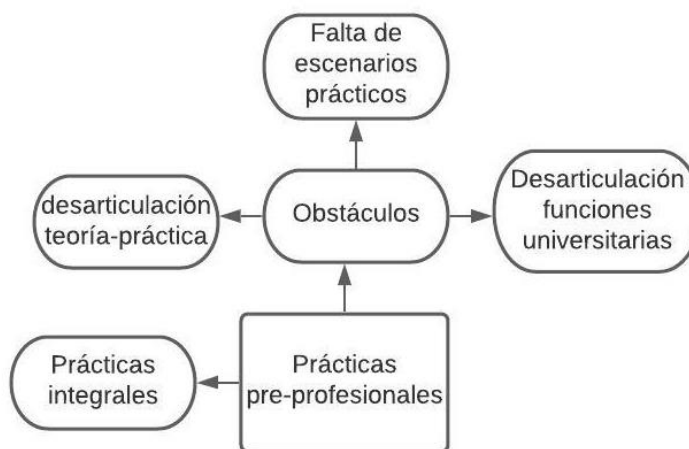 Falta de
escenarios
prácticos
desarticulación
teoría-práctica
Obstáculos
Desarticulación
funciones
universitarias
Prácticas
integrales
Prácticas
pre-profesionales